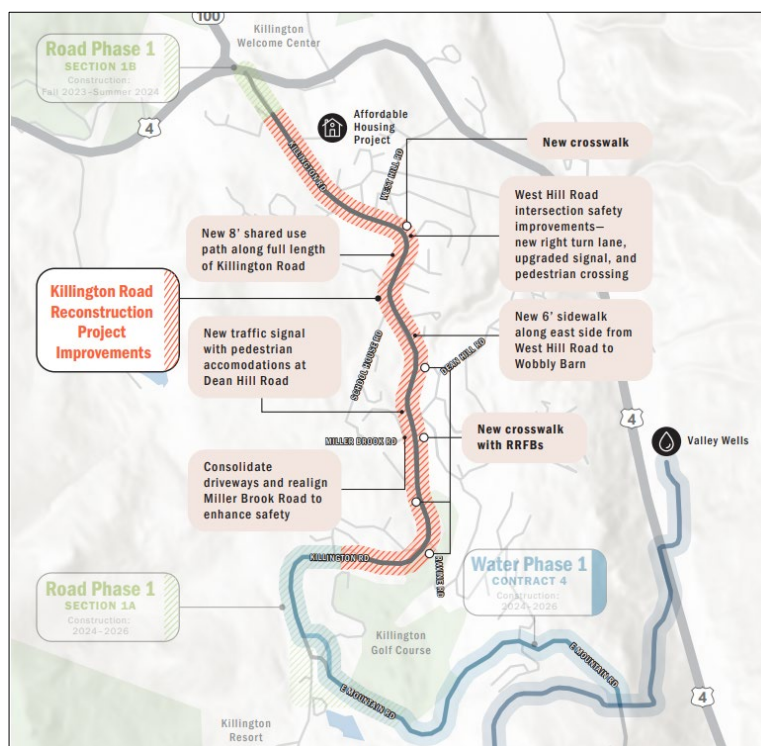 100
Killington
Welcome Center
Road Phase 1
SECTION 1B
Construction:
Fall 2023–Summer 2024
4
Affordable
Housing
Project
KILLINGTON RD
WEST HILL RD
New crosswalk
West Hill Road
intersection safety
improvements—
new right turn lane,
upgraded signal, and
pedestrian crossing
New 8' shared use
path along full length
of Killington Road
Killington Road
Reconstruction
Project
Improvements
New 6' sidewalk
along east side from
West Hill Road to
Wobbly Barn
New traffic signal
with pedestrian
accomodations at
Dean Hill Road
SCHOOL HOUSE RD
DEAN HILL RD
4
MILLER BROOK RD
New crosswalk
with RRFBs
Valley Wells
Consolidate
driveways and realign
Miller Brook Road to
enhance safety
KILLINGTON RD
RAVINE RD
Water Phase 1
CONTRACT 4
Construction:
2024–2026
Road Phase 1
SECTION 1A
Construction:
2024–2026
Killington
Golf Course
E MOUNTAIN RD
E MOUNTAIN RD
4
Killington
Resort